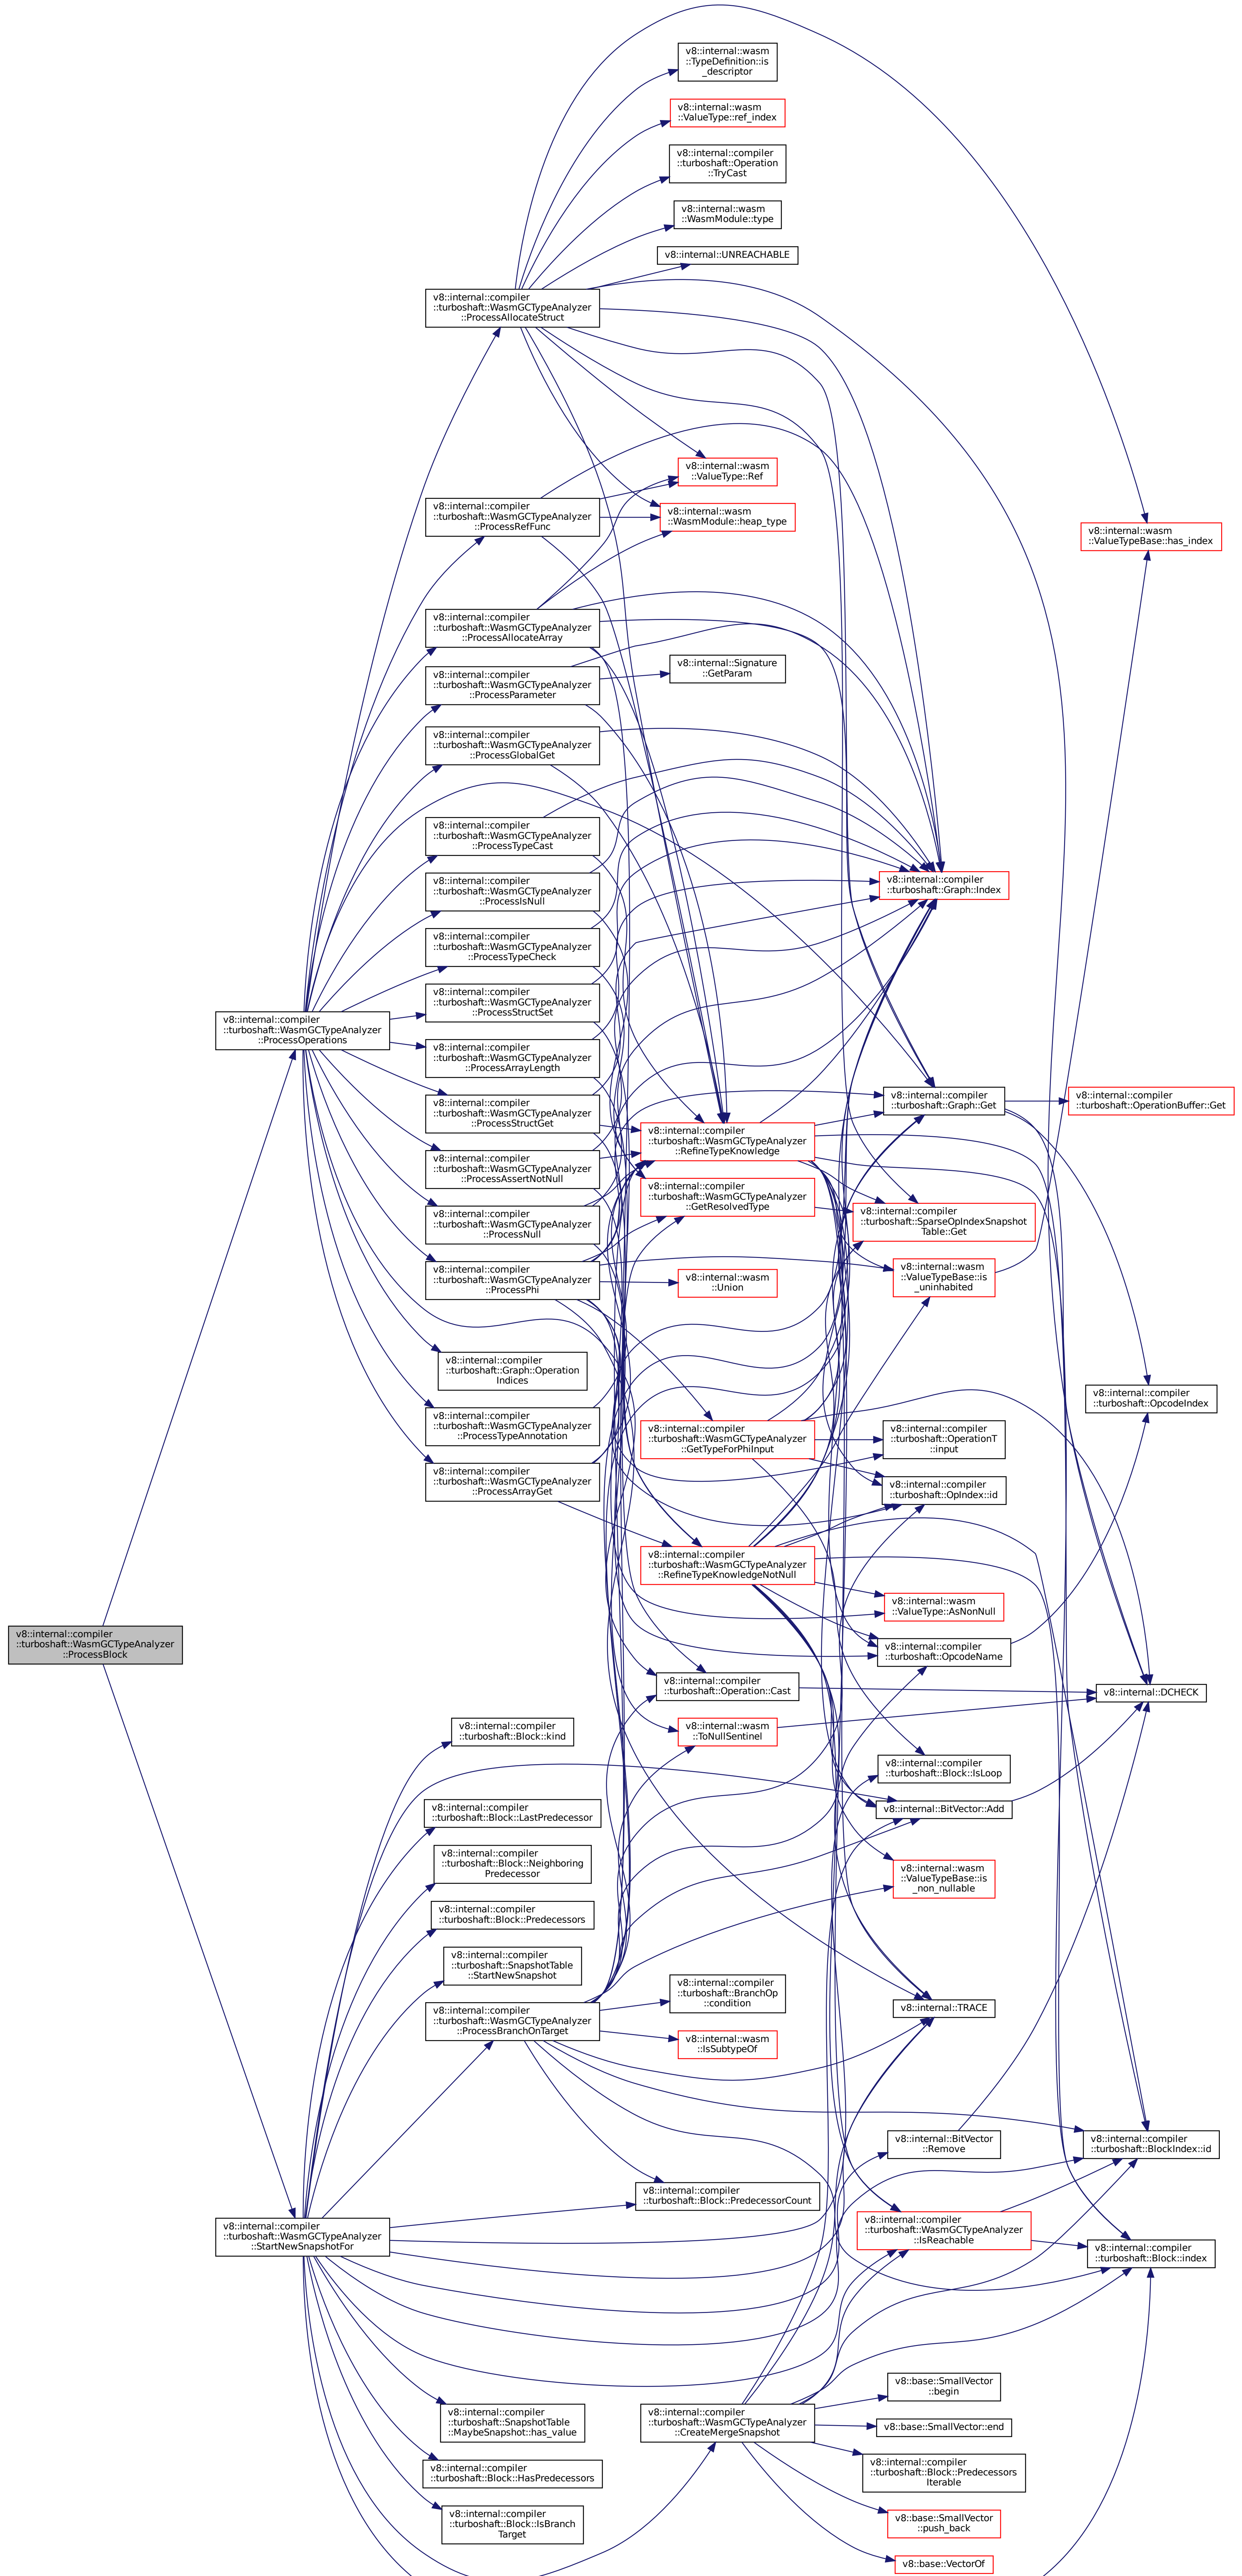 v8::internal::wasm
::TypeDefinition::is
_descriptor
v8::internal::wasm
::ValueType::ref_index
v8::internal::compiler
::turboshaft::Operation
::TryCast
v8::internal::wasm
::WasmModule::type
v8::internal::UNREACHABLE
v8::internal::compiler
::turboshaft::WasmGCTypeAnalyzer
::ProcessAllocateStruct
v8::internal::wasm
::ValueType::Ref
v8::internal::compiler
::turboshaft::WasmGCTypeAnalyzer
::ProcessRefFunc
v8::internal::wasm
::WasmModule::heap_type
v8::internal::wasm
::ValueTypeBase::has_index
v8::internal::compiler
::turboshaft::WasmGCTypeAnalyzer
::ProcessAllocateArray
v8::internal::Signature
::GetParam
v8::internal::compiler
::turboshaft::WasmGCTypeAnalyzer
::ProcessParameter
v8::internal::compiler
::turboshaft::WasmGCTypeAnalyzer
::ProcessGlobalGet
v8::internal::compiler
::turboshaft::WasmGCTypeAnalyzer
::ProcessTypeCast
v8::internal::compiler
::turboshaft::WasmGCTypeAnalyzer
::ProcessIsNull
v8::internal::compiler
::turboshaft::Graph::Index
v8::internal::compiler
::turboshaft::WasmGCTypeAnalyzer
::ProcessTypeCheck
v8::internal::compiler
::turboshaft::WasmGCTypeAnalyzer
::ProcessStructSet
v8::internal::compiler
::turboshaft::WasmGCTypeAnalyzer
::ProcessOperations
v8::internal::compiler
::turboshaft::WasmGCTypeAnalyzer
::ProcessArrayLength
v8::internal::compiler
::turboshaft::Graph::Get
v8::internal::compiler
::turboshaft::OperationBuffer::Get
v8::internal::compiler
::turboshaft::WasmGCTypeAnalyzer
::ProcessStructGet
v8::internal::compiler
::turboshaft::WasmGCTypeAnalyzer
::RefineTypeKnowledge
v8::internal::compiler
::turboshaft::WasmGCTypeAnalyzer
::ProcessAssertNotNull
v8::internal::compiler
::turboshaft::WasmGCTypeAnalyzer
::GetResolvedType
v8::internal::compiler
::turboshaft::WasmGCTypeAnalyzer
::ProcessNull
v8::internal::compiler
::turboshaft::SparseOpIndexSnapshot
Table::Get
v8::internal::compiler
::turboshaft::WasmGCTypeAnalyzer
::ProcessPhi
v8::internal::wasm
::Union
v8::internal::wasm
::ValueTypeBase::is
_uninhabited
v8::internal::compiler
::turboshaft::Graph::Operation
Indices
v8::internal::compiler
::turboshaft::OpcodeIndex
v8::internal::compiler
::turboshaft::WasmGCTypeAnalyzer
::ProcessTypeAnnotation
v8::internal::compiler
::turboshaft::WasmGCTypeAnalyzer
::GetTypeForPhiInput
v8::internal::compiler
::turboshaft::OperationT
::input
v8::internal::compiler
::turboshaft::WasmGCTypeAnalyzer
::ProcessArrayGet
v8::internal::compiler
::turboshaft::OpIndex::id
v8::internal::compiler
::turboshaft::WasmGCTypeAnalyzer
::RefineTypeKnowledgeNotNull
v8::internal::wasm
::ValueType::AsNonNull
v8::internal::compiler
::turboshaft::WasmGCTypeAnalyzer
::ProcessBlock
v8::internal::compiler
::turboshaft::OpcodeName
v8::internal::compiler
::turboshaft::Operation::Cast
v8::internal::DCHECK
v8::internal::compiler
::turboshaft::Block::kind
v8::internal::wasm
::ToNullSentinel
v8::internal::compiler
::turboshaft::Block::IsLoop
v8::internal::compiler
::turboshaft::Block::LastPredecessor
v8::internal::BitVector::Add
v8::internal::compiler
::turboshaft::Block::Neighboring
Predecessor
v8::internal::wasm
::ValueTypeBase::is
_non_nullable
v8::internal::compiler
::turboshaft::Block::Predecessors
v8::internal::compiler
::turboshaft::SnapshotTable
::StartNewSnapshot
v8::internal::compiler
::turboshaft::BranchOp
::condition
v8::internal::TRACE
v8::internal::compiler
::turboshaft::WasmGCTypeAnalyzer
::ProcessBranchOnTarget
v8::internal::wasm
::IsSubtypeOf
v8::internal::BitVector
::Remove
v8::internal::compiler
::turboshaft::BlockIndex::id
v8::internal::compiler
::turboshaft::Block::PredecessorCount
v8::internal::compiler
::turboshaft::WasmGCTypeAnalyzer
::StartNewSnapshotFor
v8::internal::compiler
::turboshaft::WasmGCTypeAnalyzer
::IsReachable
v8::internal::compiler
::turboshaft::Block::index
v8::base::SmallVector
::begin
v8::internal::compiler
::turboshaft::SnapshotTable
::MaybeSnapshot::has_value
v8::internal::compiler
::turboshaft::WasmGCTypeAnalyzer
::CreateMergeSnapshot
v8::base::SmallVector::end
v8::internal::compiler
::turboshaft::Block::HasPredecessors
v8::internal::compiler
::turboshaft::Block::Predecessors
Iterable
v8::internal::compiler
::turboshaft::Block::IsBranch
Target
v8::base::SmallVector
::push_back
v8::base::VectorOf